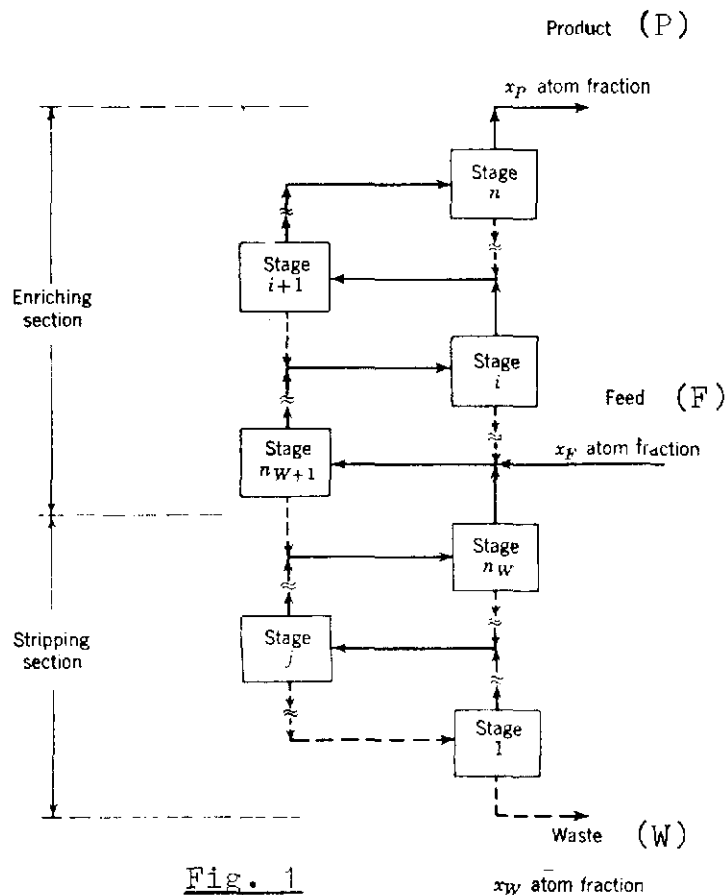 Product (P)
x_P atom fraction
Stage
n
Stage
i+1
Enriching
section
Stage
i
Feed (F)
x_F atom fraction
Stage
n_{W+1}
Stage
n_W
Stripping
section
Stage
j
Stage
1
Waste (W)
x_W atom fraction
Fig. 1